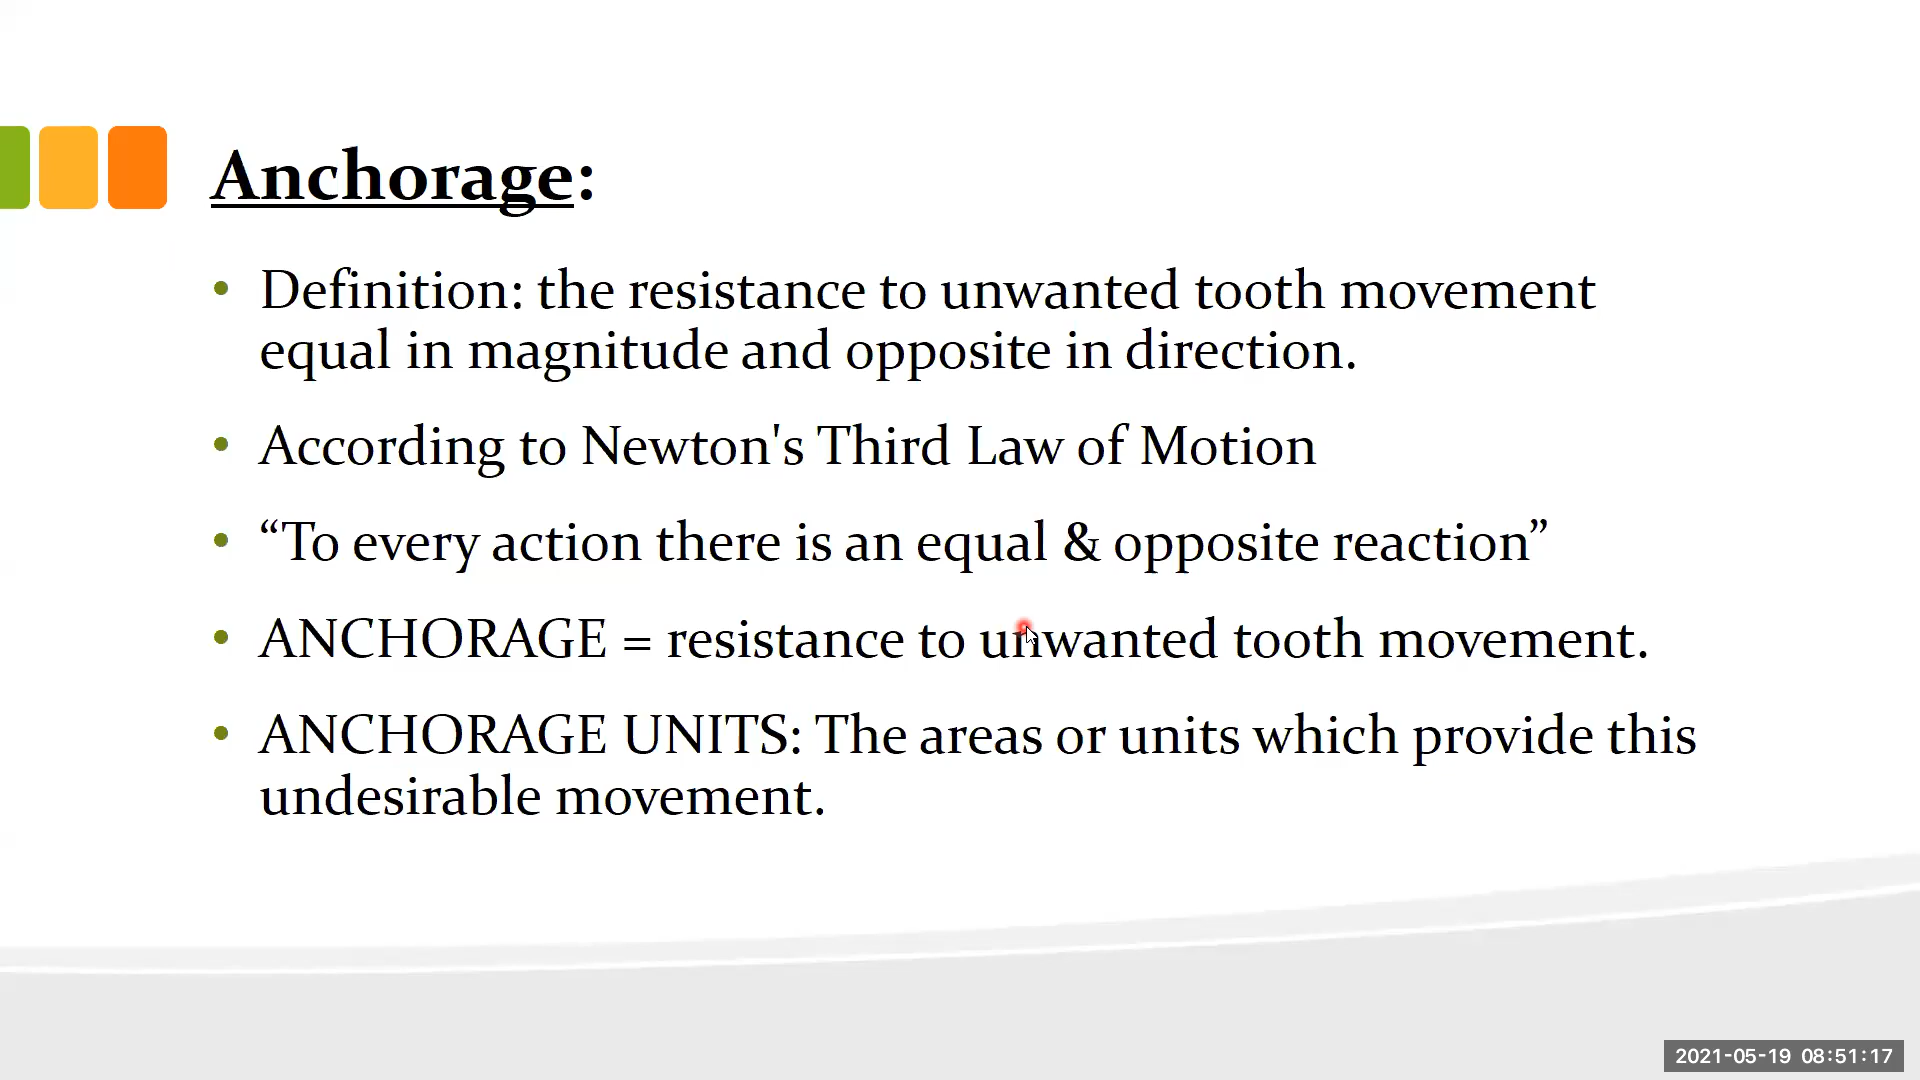 Anchorage:
• Definition: the resistance to unwanted tooth movement
equal in magnitude and opposite in direction.
• According to Newton's Third Law of Motion
• “To every action there is an equal & opposite reaction”
• ANCHORAGE = resistance to unwanted tooth movement.
• ANCHORAGE UNITS: The areas or units which provide this
undesirable movement.
2021-05-19 08:51:17